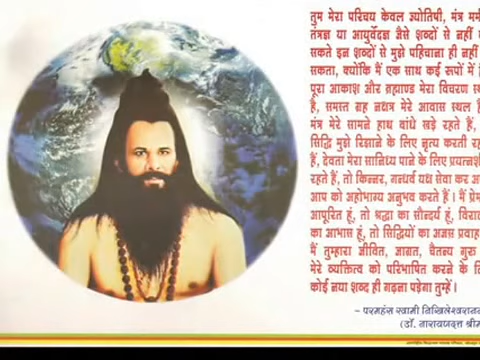 तुम मेरा परिचय केवल ज्योतिषी, मंत्र मर्म
तंत्रज्ञ या आयुर्वेदज्ञ जैसे शब्दों से नहीं
सकते इन शब्दों से मुझे पहिचाना ही नहीं
सकता, क्योंकि मैं एक साथ कई रूपों में
पूरा आकाश और ब्रह्माण्ड मेरा विचरण स्थ
है, समस्त ग्रह नक्षत्र मेरे आवास स्थल
मंत्र मेरे सामने हाथ बांधे खड़े रहते हैं,
सिद्धि मुझे रिझाने के लिए नृत्य करती रह
हैं, देवता मेरा सानिध्य पाने के लिए प्रयत्नशी
रहते हैं, तो किन्नर, गन्धर्व यक्ष सेवा कर अ
आप को अहोभाग्य अनुभव करते हैं। मैं प्रेम
आपूरित हूं, तो श्रद्धा का सौन्दर्य हूं, विरा
का आभास हूं, तो सिद्धियों का अजस्र प्रवाह
मैं तुम्हारा जीवित, जाग्रत, चैतन्य गुरु
मेरे व्यक्तित्व को परिभाषित करने के लि
कोई नया शब्द ही गढ़ना पड़ेगा तुम्हें।
- परमहंस स्वामी निखिलेश्वरानन
(डॉ. नारायणदत्त श्रीम